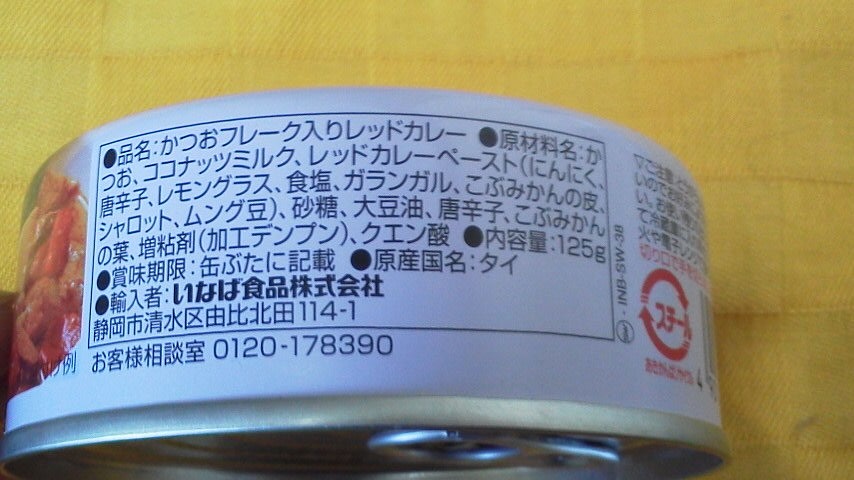 ●品名:かつおフレーク入りレッドカレー ●原材料名:か
つお、ココナッツミルク、レッドカレーペースト(にんにく、
唐辛子、レモングラス、食塩、ガランガル、こぶみかんの皮、
シャロット、ムング豆)、砂糖、大豆油、唐辛子、こぶみかん
の葉、増粘剤(加工デンプン)、クエン酸 ●内容量:125g
●賞味期限:缶ぶたに記載 ●原産国名:タイ
●輸入者:いなば食品株式会社
静岡市清水区由比北田114-1
お客様相談室 0120-178390
INB-SW-38
スチール